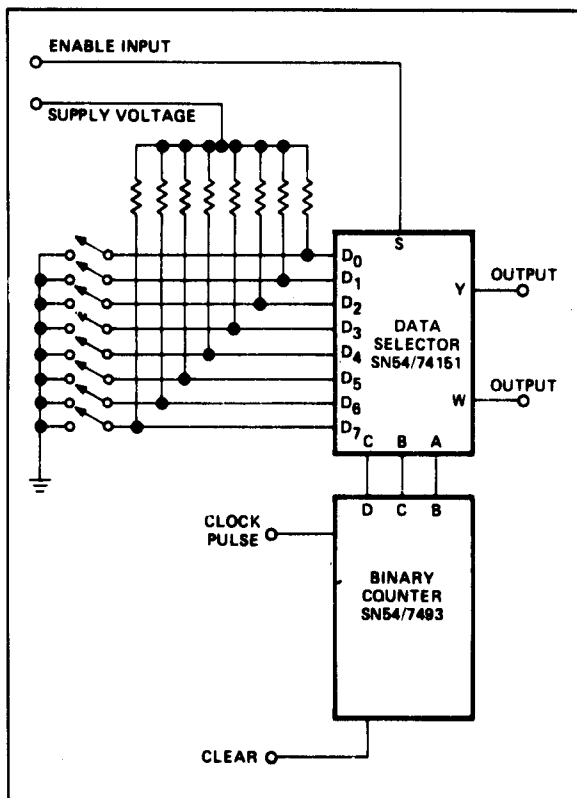 ENABLE INPUT
SUPPLY VOLTAGE
S
D0
D1
D2
D3
D4
D5
D6
D7
DATA
SELECTOR
SN54/74151
Y
OUTPUT
W
OUTPUT
C B A
D C B
CLOCK
PULSE
BINARY
COUNTER
SN54/7493
CLEAR